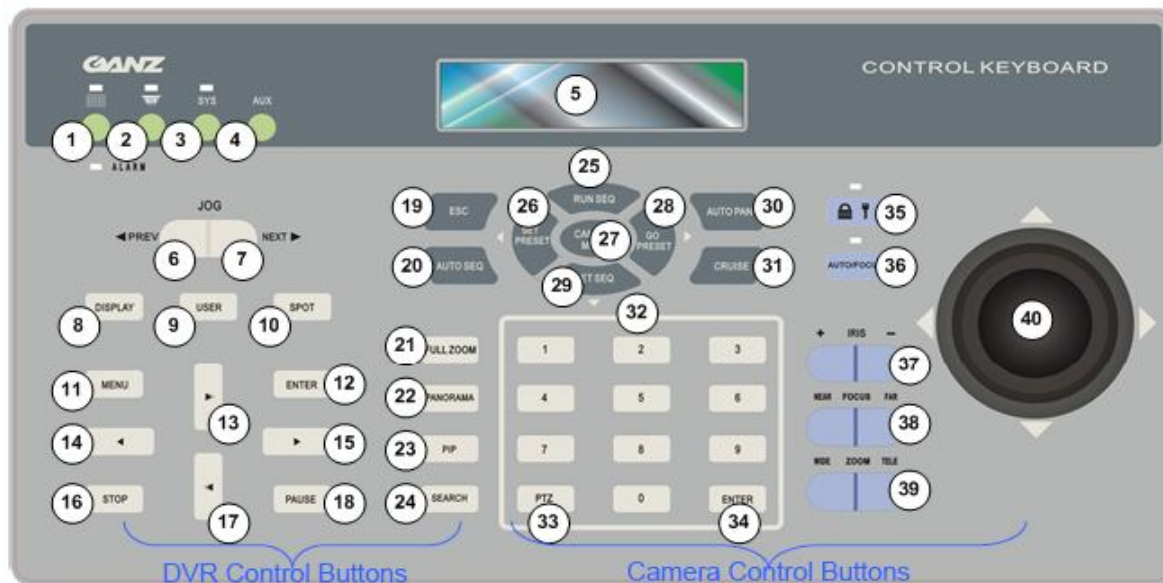 GANZ
CONTROL KEYBOARD
SYS AUX
1 2 3 4 5
ALARM
JOG
◄PREV NEXT ►
6 7
25
19 ESC 26 RUN SEQ 28 AUTO PAN 30
35
PRESET 27 GO PRESET
20 AUTO SEQ 29 CRUISE 31
AUTO/FOCUS 36
8 DISPLAY 9 USER 10 SPOT
32
40
21 FULL ZOOM 1 2 3
+ IRIS −
37
11 MENU 13 ENTER 12
22 PANORAMA 4 5 6
NEAR FOCUS FAR
38
14 15
23 PIP 7 8 9
WIDE ZOOM TELE
39
16 STOP 17 PAUSE 18
24 SEARCH PTZ 0 ENTER
33 34
DVR Control Buttons Camera Control Buttons